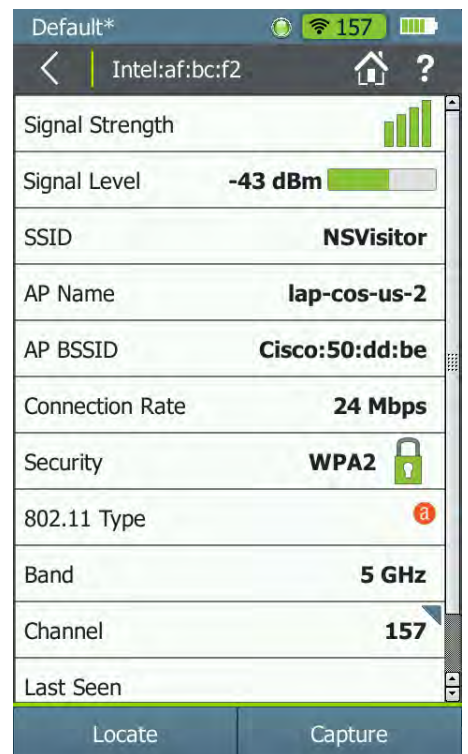 Default* 157
Intel:af:bc:f2 ?
Signal Strength
Signal Level -43 dBm
SSID NSVisitor
AP Name lap-cos-us-2
AP BSSID Cisco:50:dd:be
Connection Rate 24 Mbps
Security WPA2
802.11 Type a
Band 5 GHz
Channel 157
Last Seen
Locate Capture